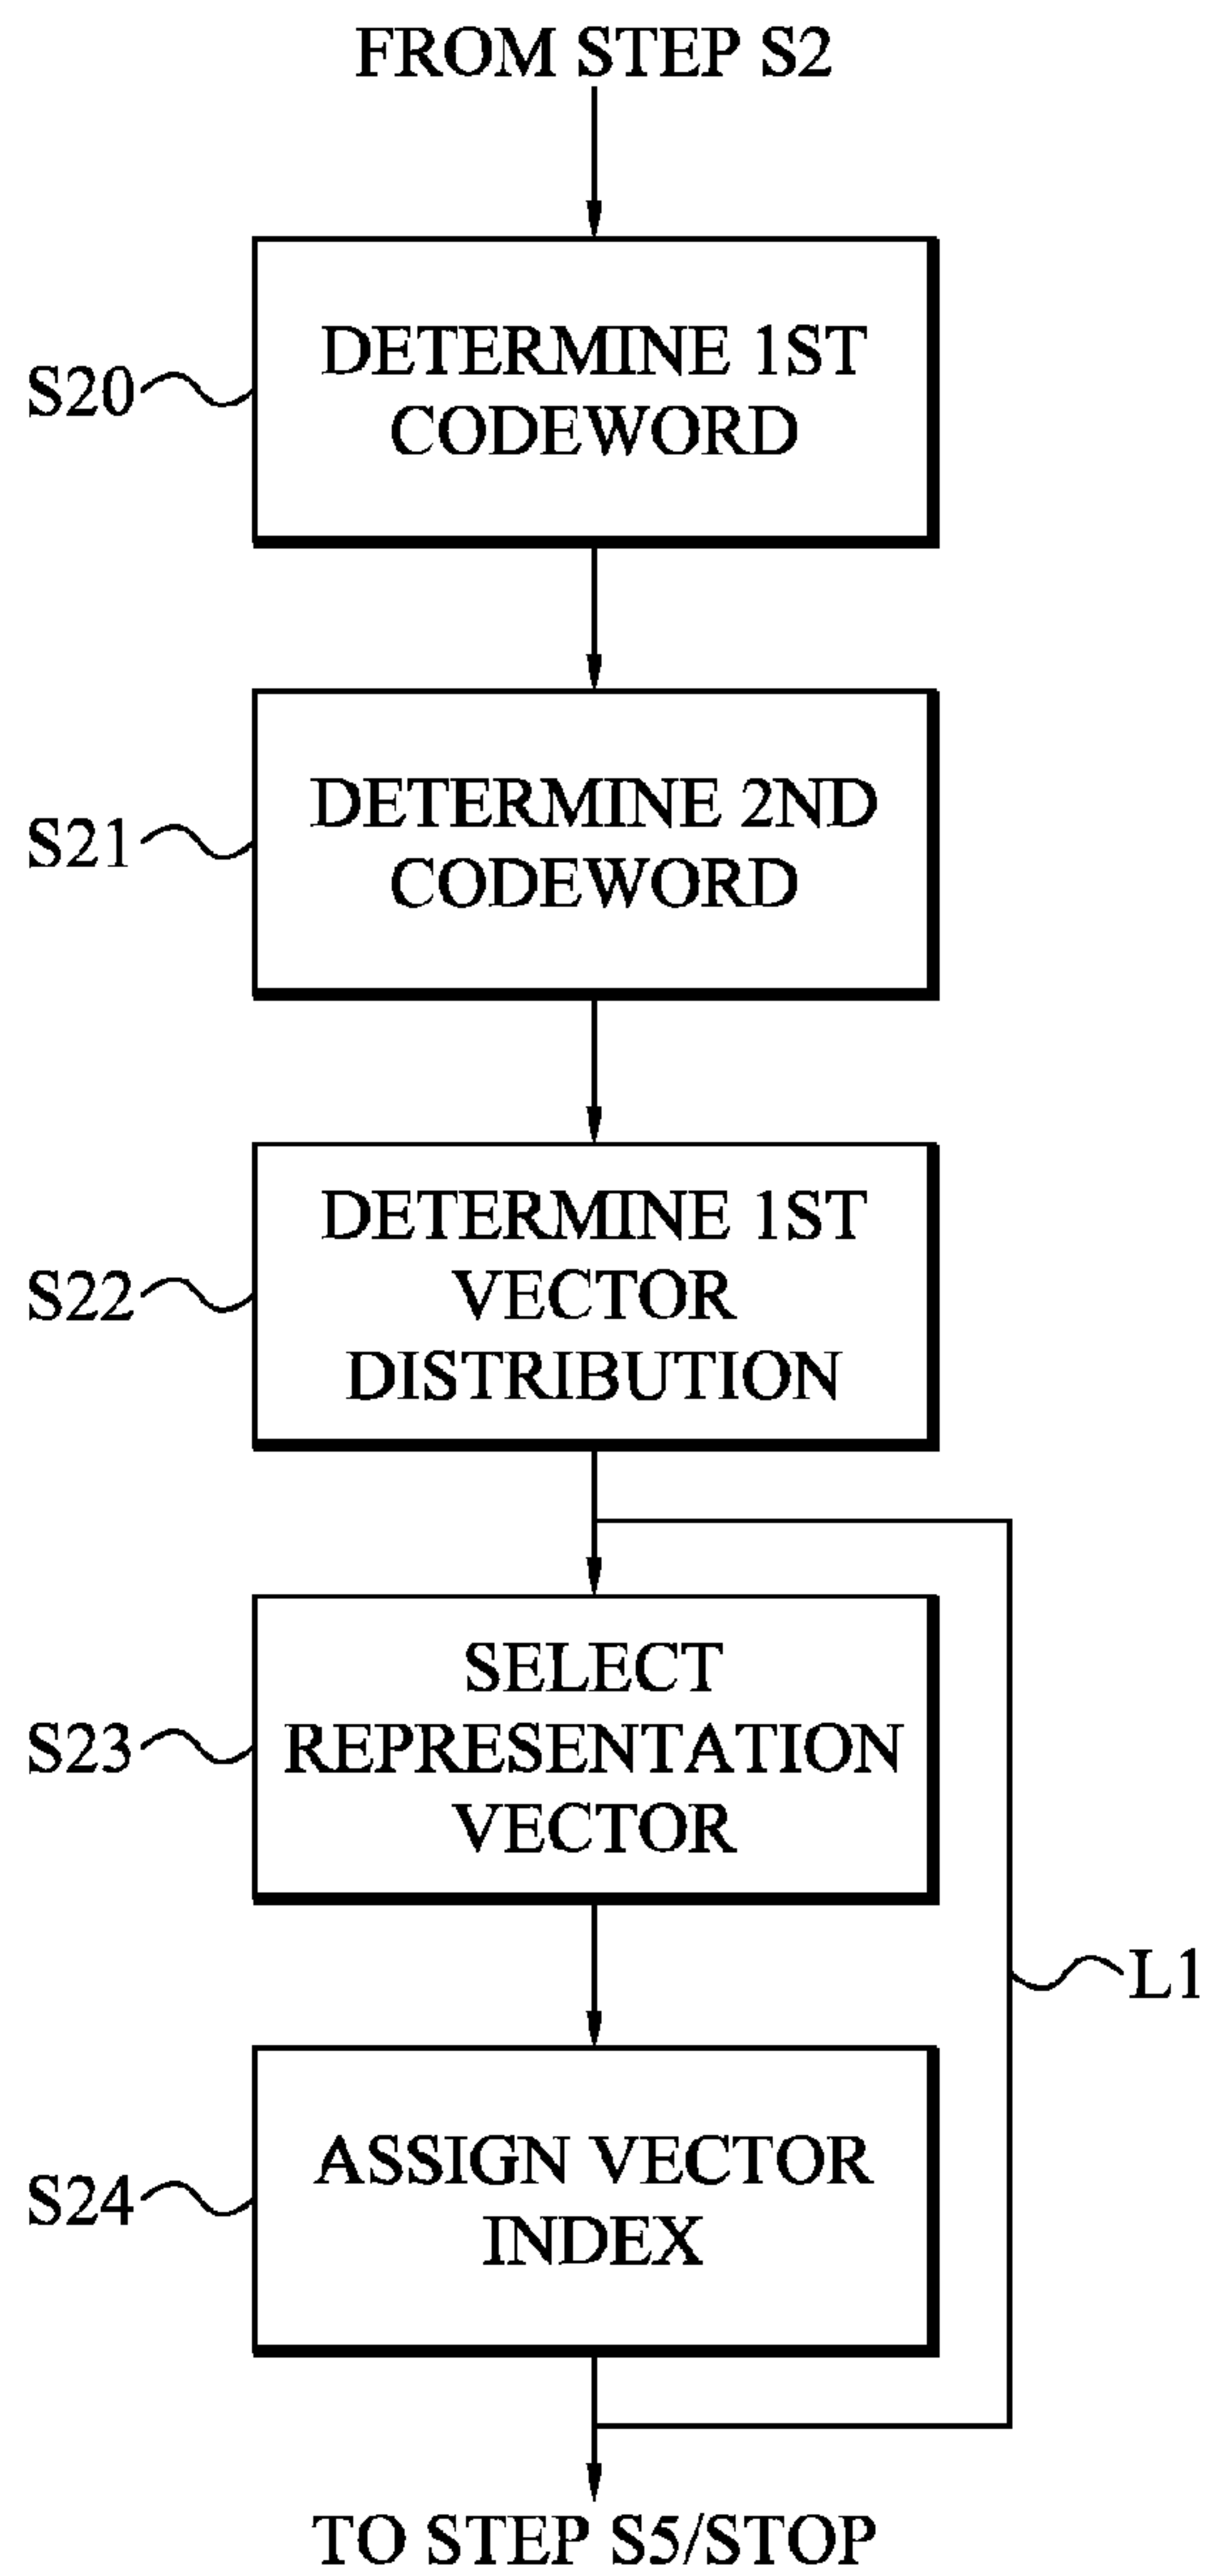 FROM STEP S2
S20
DETERMINE 1ST
CODEWORD
S21
DETERMINE 2ND
CODEWORD
S22
DETERMINE 1ST
VECTOR
DISTRIBUTION
S23
SELECT
REPRESENTATION
VECTOR
L1
S24
ASSIGN VECTOR
INDEX
TO STEP S5/STOP